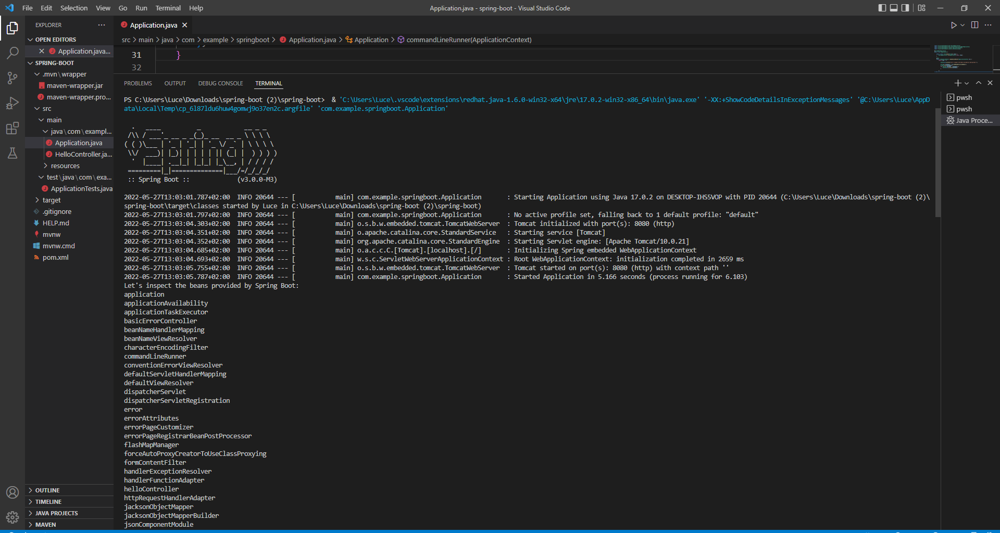 File Edit Selection View Go Run Terminal Help
Application.java - spring-boot - Visual Studio Code
EXPLORER
OPEN EDITORS
Application.java...
SPRING-BOOT
.mvn\wrapper
maven-wrapper.jar
maven-wrapper.pro...
src
main
java\com\exampl...
Application.java
HelloController.ja...
resources
test\java\com\exa...
ApplicationTests.java
target
.gitignore
HELP.md
mvnw
mvnw.cmd
pom.xml
OUTLINE
TIMELINE
JAVA PROJECTS
MAVEN
Application.java
src > main > java > com > example > springboot > Application.java > Application > commandLineRunner(ApplicationContext)
31 }
32
PROBLEMS OUTPUT DEBUG CONSOLE TERMINAL
PS C:\Users\Luce\Downloads\spring-boot (2)\spring-boot>  & 'C:\Users\Luce\.vscode\extensions\redhat.java-1.6.0-win32-x64\jre\17.0.2-win32-x86_64\bin\java.exe' '-XX:+ShowCodeDetailsInExceptionMessages' '@C:\Users\Luce\AppD
ata\Local\Temp\cp_6l87ldu6huw4gomwj9o37en2c.argfile' 'com.example.springboot.Application'
  .   ____          _            __ _ _
 /\\ / ___'_ __ _ _(_)_ __  __ _ \ \ \ \
( ( )\___ | '_ | '_| | '_ \/ _` | \ \ \ \
 \\/  ___)| |_)| | | | | || (_| |  ) ) ) )
  '  |____| .__|_| |_|_| |_\__, | / / / /
 =========|_|==============|___/=/_/_/_/
 :: Spring Boot ::             (v3.0.0-M3)
2022-05-27T13:03:01.787+02:00  INFO 20644 --- [           main] com.example.springboot.Application       : Starting Application using Java 17.0.2 on DESKTOP-IHS5VOP with PID 20644 (C:\Users\Luce\Downloads\spring-boot (2)\
spring-boot\target\classes started by Luce in C:\Users\Luce\Downloads\spring-boot (2)\spring-boot)
2022-05-27T13:03:01.797+02:00  INFO 20644 --- [           main] com.example.springboot.Application       : No active profile set, falling back to 1 default profile: "default"
2022-05-27T13:03:04.303+02:00  INFO 20644 --- [           main] o.s.b.w.embedded.tomcat.TomcatWebServer  : Tomcat initialized with port(s): 8080 (http)
2022-05-27T13:03:04.351+02:00  INFO 20644 --- [           main] o.apache.catalina.core.StandardService   : Starting service [Tomcat]
2022-05-27T13:03:04.352+02:00  INFO 20644 --- [           main] org.apache.catalina.core.StandardEngine  : Starting Servlet engine: [Apache Tomcat/10.0.21]
2022-05-27T13:03:04.685+02:00  INFO 20644 --- [           main] o.a.c.c.C.[Tomcat].[localhost].[/]       : Initializing Spring embedded WebApplicationContext
2022-05-27T13:03:04.693+02:00  INFO 20644 --- [           main] w.s.c.ServletWebServerApplicationContext : Root WebApplicationContext: initialization completed in 2659 ms
2022-05-27T13:03:05.755+02:00  INFO 20644 --- [           main] o.s.b.w.embedded.tomcat.TomcatWebServer  : Tomcat started on port(s): 8080 (http) with context path ''
2022-05-27T13:03:05.787+02:00  INFO 20644 --- [           main] com.example.springboot.Application       : Started Application in 5.166 seconds (process running for 6.103)
Let's inspect the beans provided by Spring Boot:
application
applicationAvailability
applicationTaskExecutor
basicErrorController
beanNameHandlerMapping
beanNameViewResolver
characterEncodingFilter
commandLineRunner
conventionErrorViewResolver
defaultServletHandlerMapping
defaultViewResolver
dispatcherServlet
dispatcherServletRegistration
error
errorAttributes
errorPageCustomizer
errorPageRegistrarBeanPostProcessor
flashMapManager
forceAutoProxyCreatorToUseClassProxying
formContentFilter
handlerExceptionResolver
handlerFunctionAdapter
helloController
httpRequestHandlerAdapter
jacksonObjectMapper
jacksonObjectMapperBuilder
jsonComponentModule
pwsh
pwsh
Java Proce...